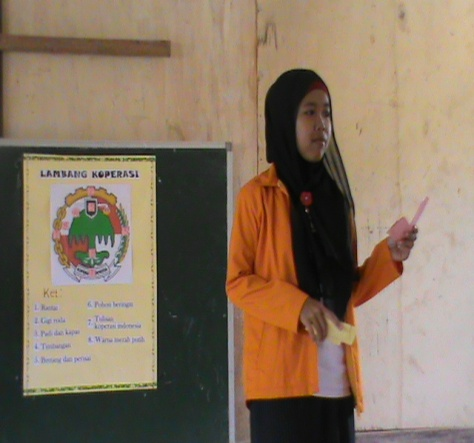 LAMBANG KOPERASI
Ket:
1. Rantai
2. Gigi roda
3. Padi dan kapas
4. Timbangan
5. Bintang dan perisai
6. Pohon beringin
7. Tulisan
koperasi indonesia
8. Warna merah putih